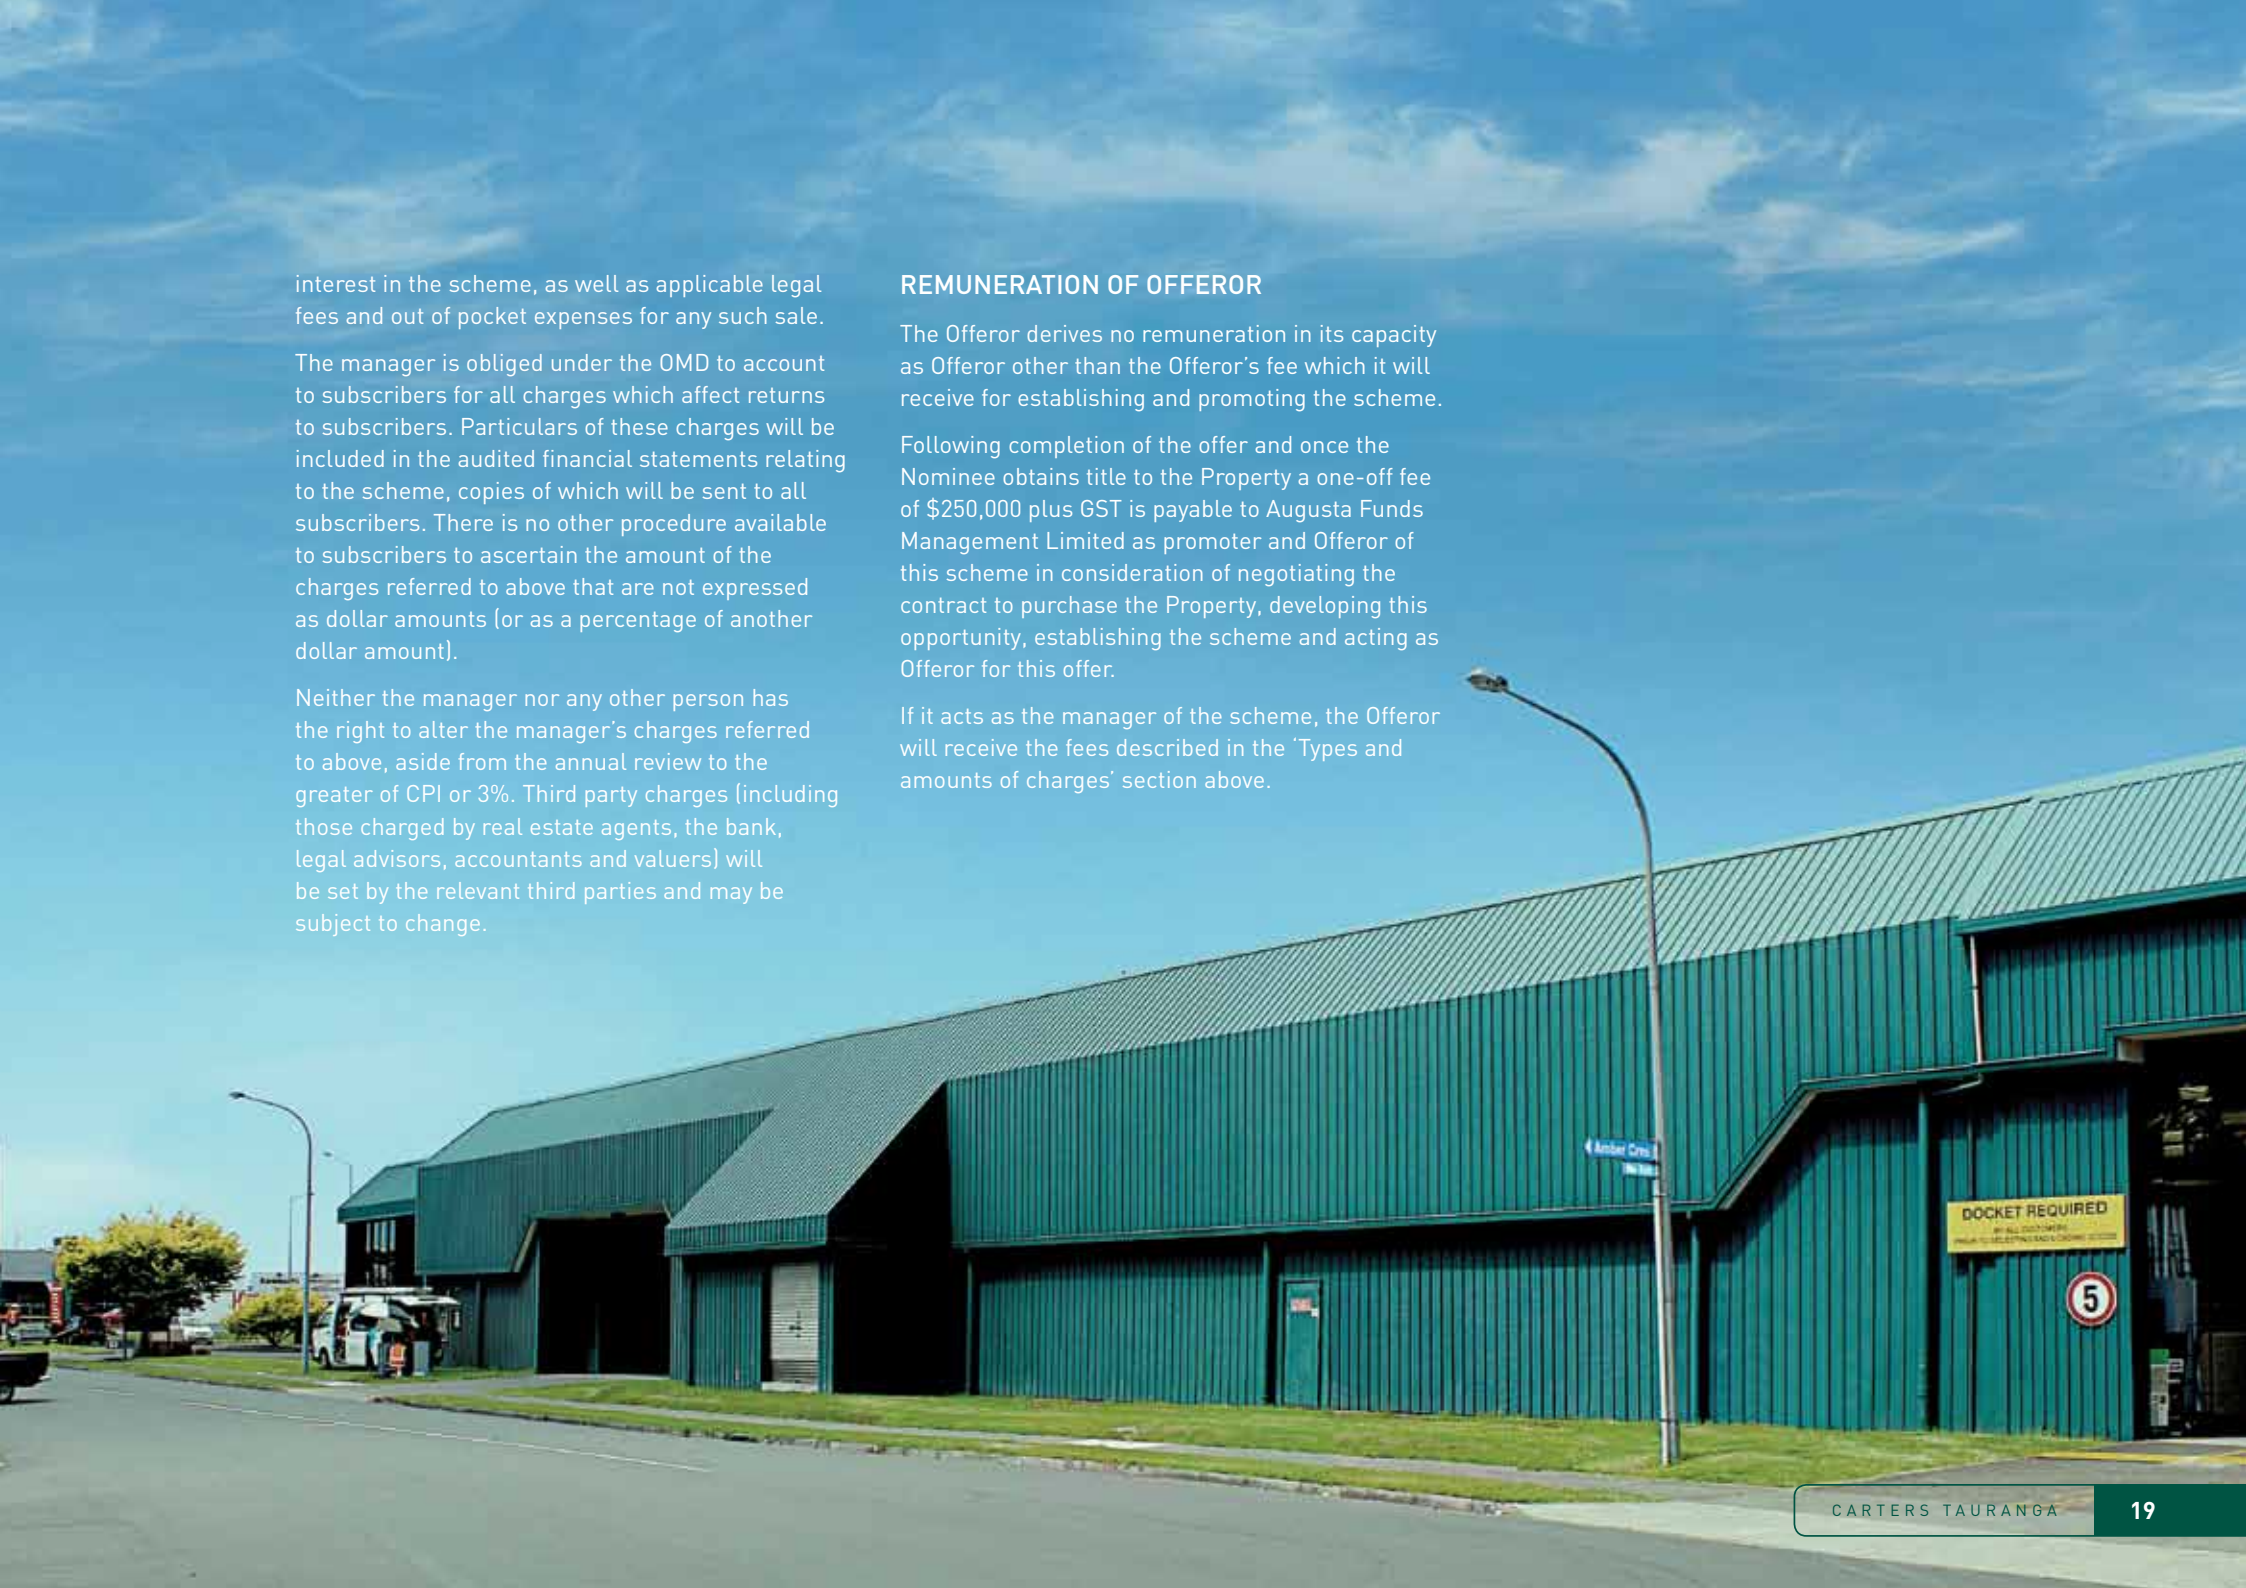 interest in the scheme, as well as applicable legal
fees and out of pocket expenses for any such sale.
The manager is obliged under the OMD to account
to subscribers for all charges which affect returns
to subscribers. Particulars of these charges will be
included in the audited financial statements relating
to the scheme, copies of which will be sent to all
subscribers. There is no other procedure available
to subscribers to ascertain the amount of the
charges referred to above that are not expressed
as dollar amounts (or as a percentage of another
dollar amount).
Neither the manager nor any other person has
the right to alter the manager’s charges referred
to above, aside from the annual review to the
greater of CPI or 3%. Third party charges (including
those charged by real estate agents, the bank,
legal advisors, accountants and valuers) will
be set by the relevant third parties and may be
subject to change.
REMUNERATION OF OFFEROR
The Offeror derives no remuneration in its capacity
as Offeror other than the Offeror’s fee which it will
receive for establishing and promoting the scheme.
Following completion of the offer and once the
Nominee obtains title to the Property a one-off fee
of $250,000 plus GST is payable to Augusta Funds
Management Limited as promoter and Offeror of
this scheme in consideration of negotiating the
contract to purchase the Property, developing this
opportunity, establishing the scheme and acting as
Offeror for this offer.
If it acts as the manager of the scheme, the Offeror
will receive the fees described in the ‘Types and
amounts of charges’ section above.
Amber Cres
DOCKET REQUIRED
BY ALL CUSTOMERS
5
CARTERS TAURANGA
19